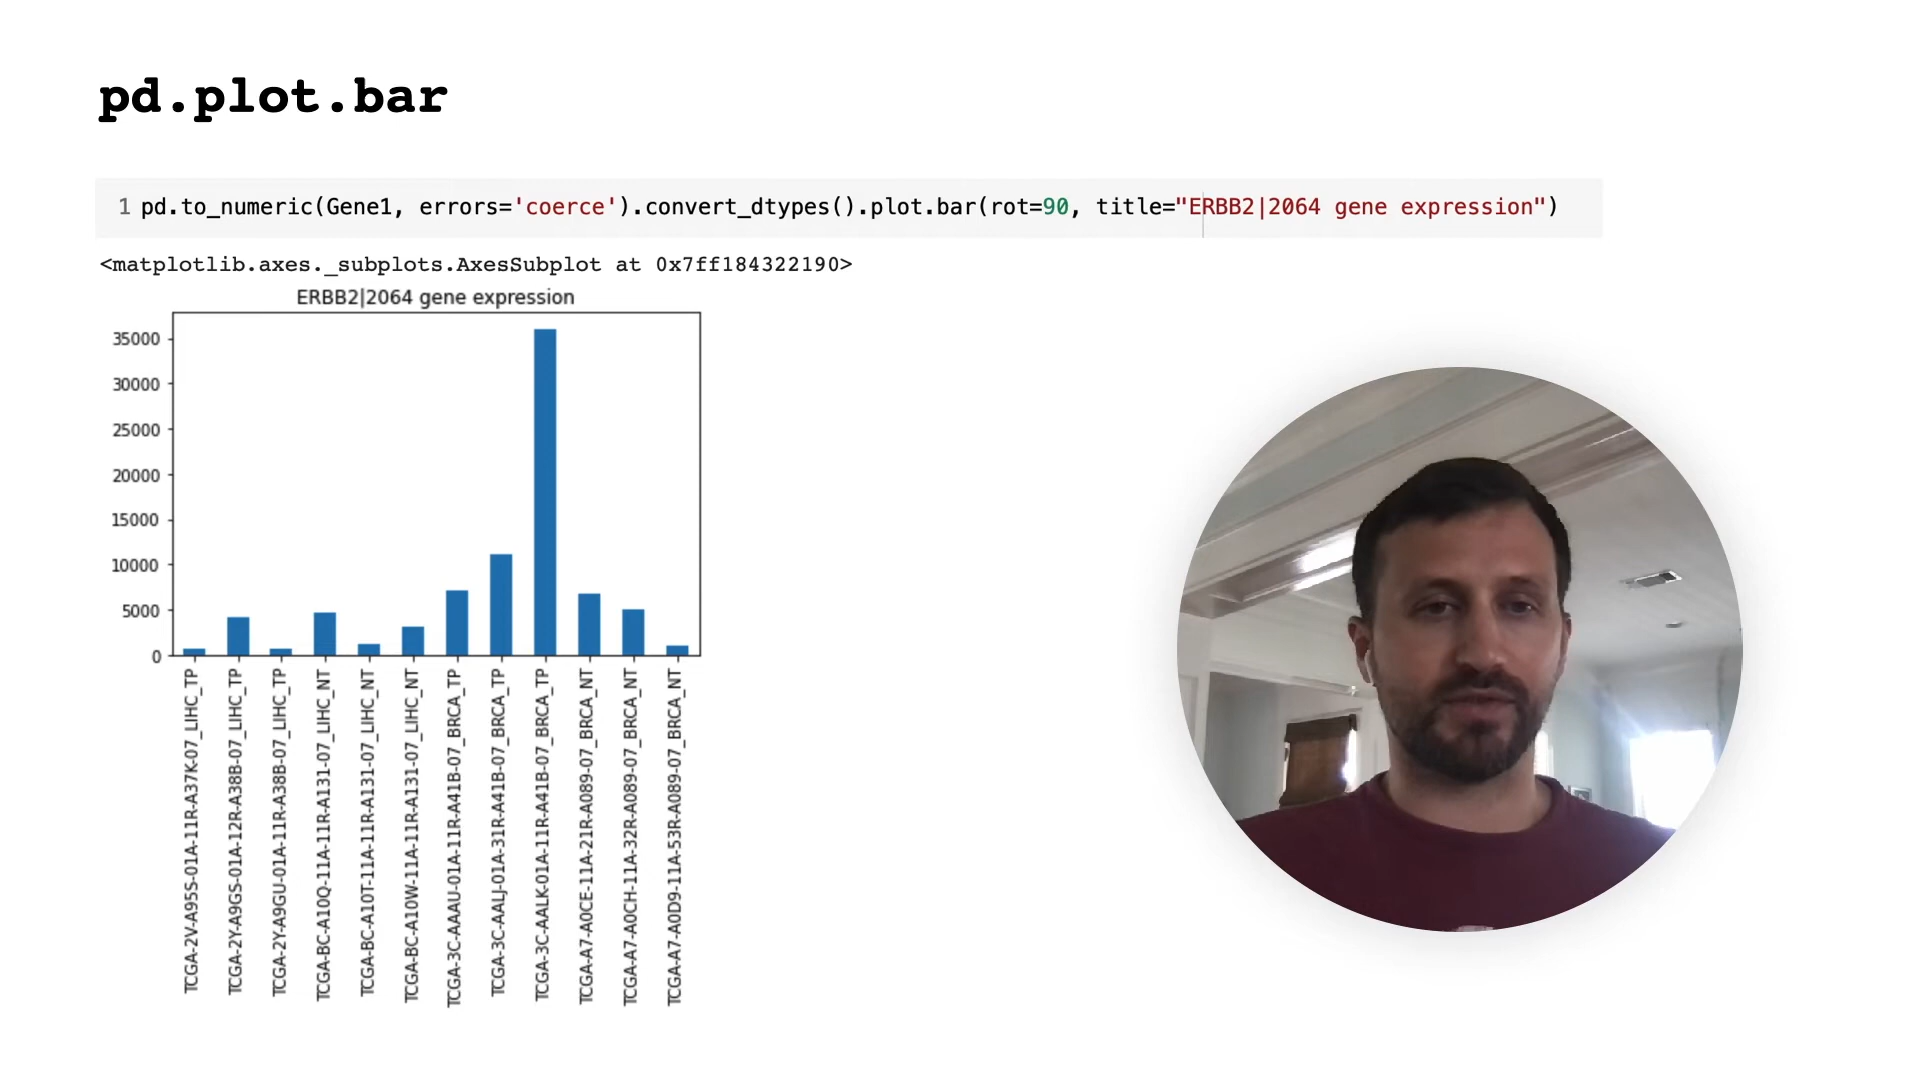 pd.plot.bar
1 pd.to_numeric(Gene1, errors='coerce').convert_dtypes().plot.bar(rot=90, title="ERBB2|2064 gene expression")
<matplotlib.axes._subplots.AxesSubplot at 0x7ff184322190>
ERBB2|2064 gene expression
35000
30000
25000
20000
15000
10000
5000
0
TCGA-2V-A95S-01A-11R-A37K-07_LIHC_TP
TCGA-2Y-A9GS-01A-12R-A38B-07_LIHC_TP
TCGA-2Y-A9GU-01A-11R-A38B-07_LIHC_TP
TCGA-BC-A10Q-11A-11R-A131-07_LIHC_NT
TCGA-BC-A10T-11A-11R-A131-07_LIHC_NT
TCGA-BC-A10W-11A-11R-A131-07_LIHC_NT
TCGA-3C-AAAU-01A-11R-A41B-07_BRCA_TP
TCGA-3C-AALJ-01A-31R-A41B-07_BRCA_TP
TCGA-3C-AALK-01A-11R-A41B-07_BRCA_TP
TCGA-A7-A0CE-11A-21R-A089-07_BRCA_NT
TCGA-A7-A0CH-11A-32R-A089-07_BRCA_NT
TCGA-A7-A0D9-11A-53R-A089-07_BRCA_NT